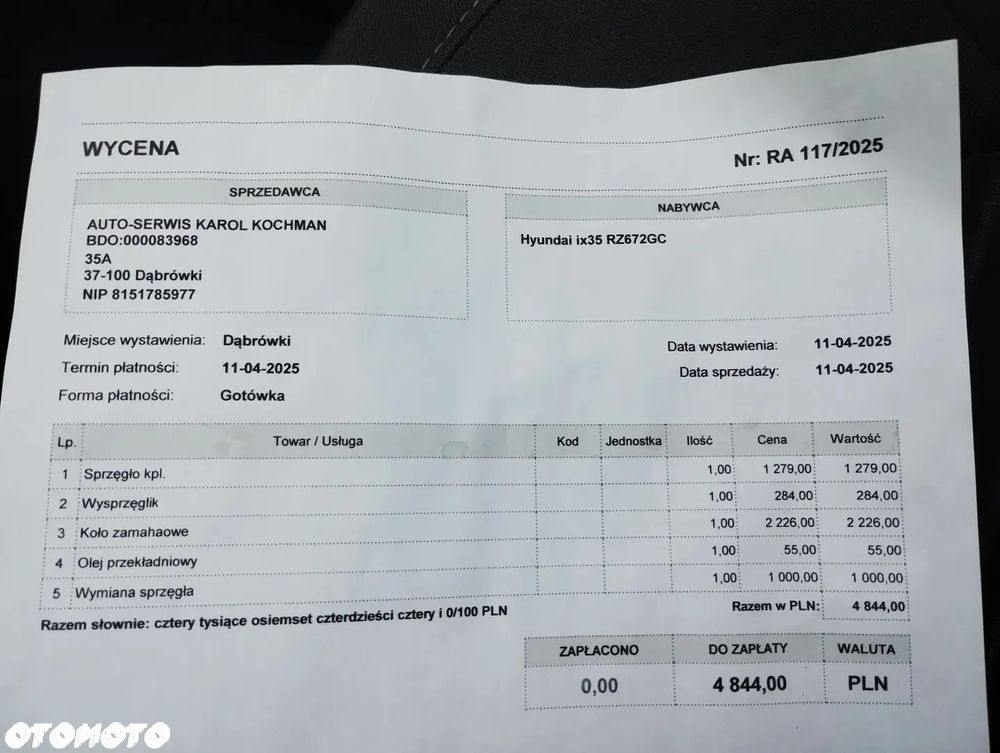 WYCENA
Nr: RA 117/2025
SPRZEDAWCA
AUTO-SERWIS KAROL KOCHMAN
BDO:000083968
35A
37-100 Dąbrówki
NIP 8151785977
NABYWCA
Hyundai ix35 RZ672GC
Miejsce wystawienia: Dąbrówki
Termin płatności: 11-04-2025
Forma płatności: Gotówka
Data wystawienia: 11-04-2025
Data sprzedaży: 11-04-2025
Lp. Towar / Usługa Kod Jednostka Ilość Cena Wartość
1 Sprzęgło kpl. 1,00 1 279,00 1 279,00
2 Wysprzęglik 1,00 284,00 284,00
3 Koło zamahaowe 1,00 2 226,00 2 226,00
4 Olej przekładniowy 1,00 55,00 55,00
5 Wymiana sprzęgła 1,00 1 000,00 1 000,00
Razem w PLN: 4 844,00
Razem słownie: cztery tysiące osiemset czterdzieści cztery i 0/100 PLN
ZAPŁACONO DO ZAPŁATY WALUTA
0,00 4 844,00 PLN
OTOMOTO